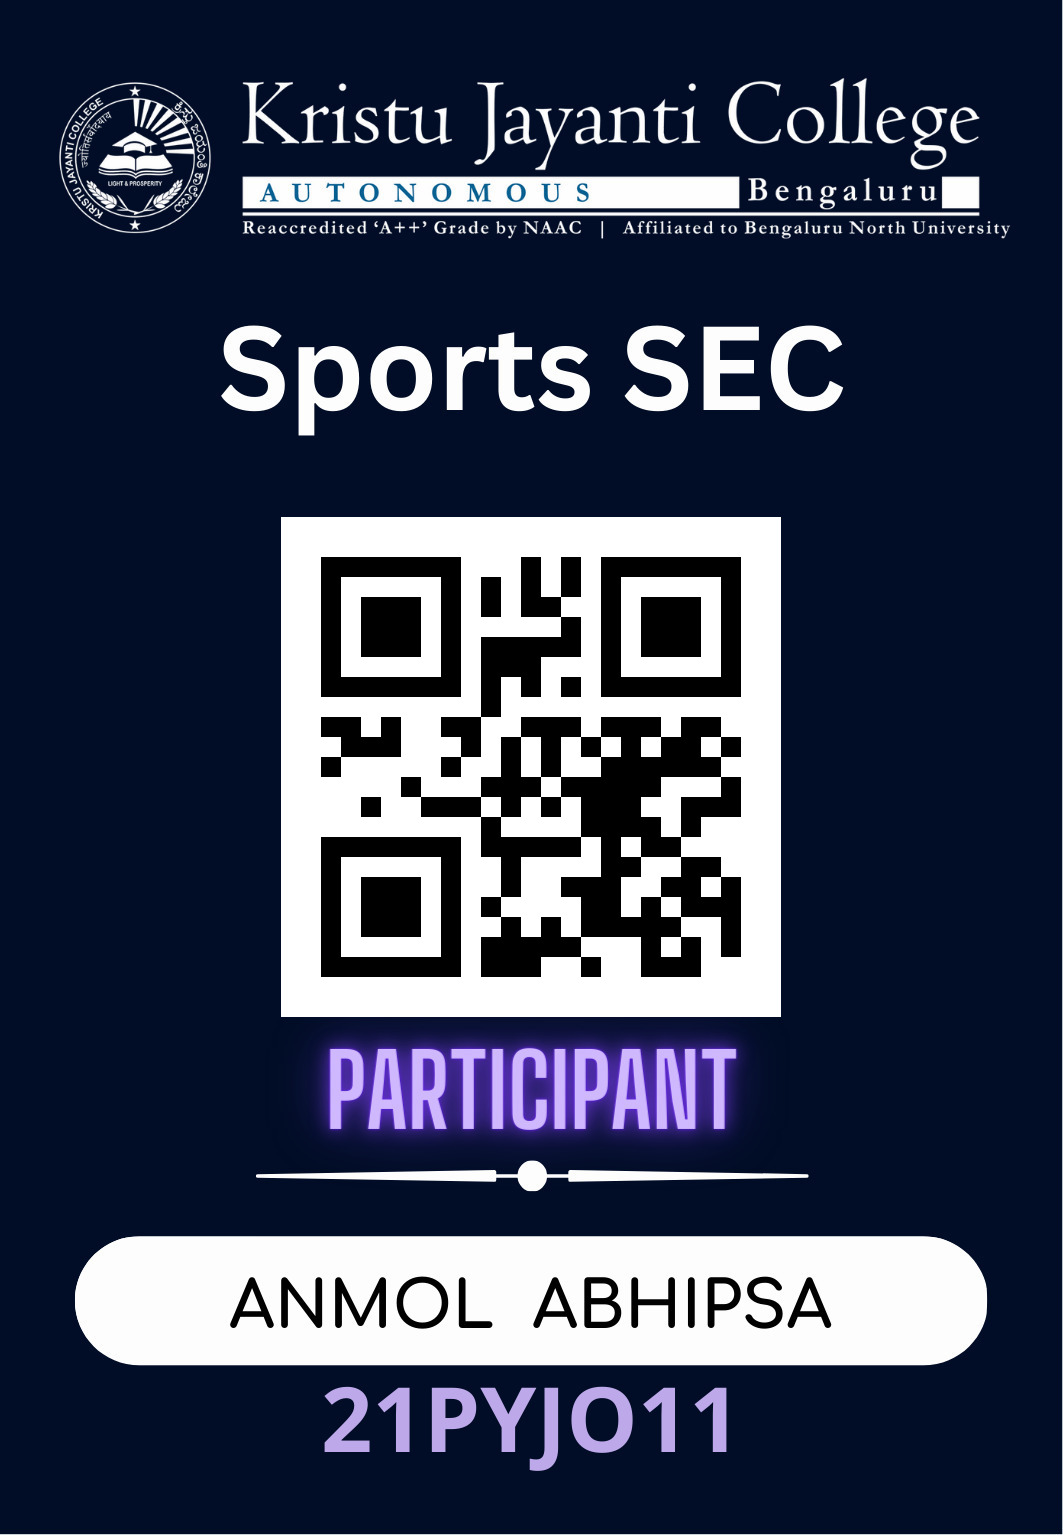 KRISTU JAYANTI COLLEGE
ಕ್ರಿಸ್ತು ಜಯಂತಿ ಕಾಲೇಜು
LIGHT & PROSPERITY
Kristu Jayanti College
AUTONOMOUS Bengaluru
Reaccredited ‘A++’ Grade by NAAC | Affiliated to Bengaluru North University
Sports SEC
PARTICIPANT
ANMOL ABHIPSA
21PYJO11